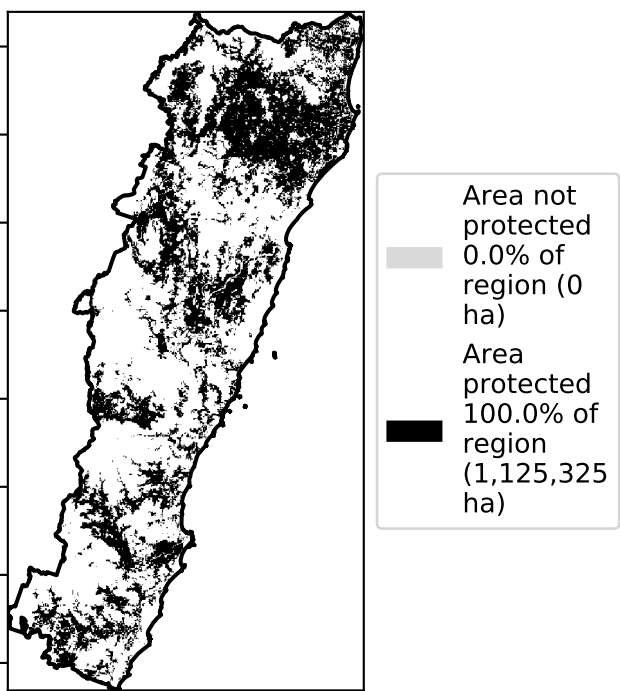 Area not
protected
0.0% of
region (0
ha)
Area
protected
100.0% of
region
(1,125,325
ha)